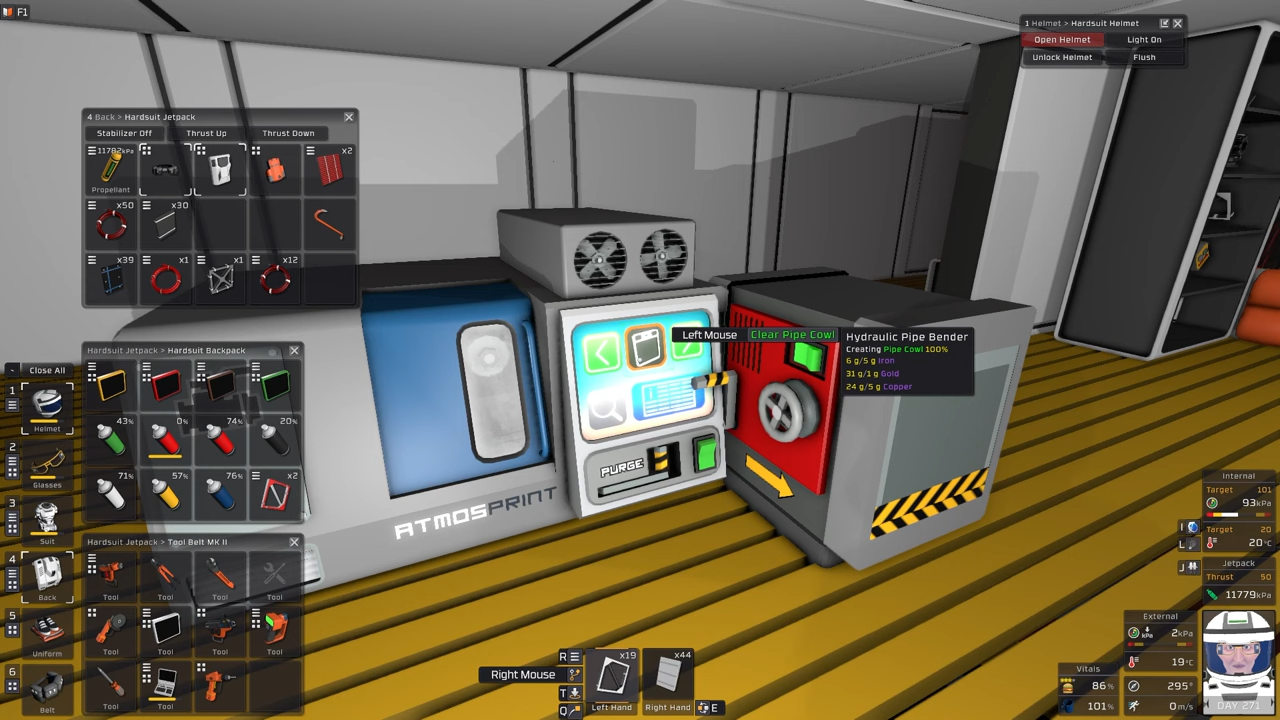 F1
1 Helmet > Hardsuit Helmet
Open Helmet
Light On
Unlock Helmet
Flush
4 Back > Hardsuit Jetpack
Stabilizer Off
Thrust Up
Thrust Down
11782kPa
x2
Propellant
x50
x30
x39
x1
x1
x12
Hardsuit Jetpack > Hardsuit Backpack
43%
0%
74%
20%
71%
57%
76%
x2
Hardsuit Jetpack > Tool Belt MK II
Tool
Tool
Tool
Tool
Tool
Tool
Tool
Tool
Tool
Tool
Tool
Close All
1
Helmet
2
Glasses
3
Suit
4
Back
5
Uniform
6
Belt
Left Mouse
Clear Pipe Cowl
Hydraulic Pipe Bender
Creating Pipe Cowl 100%
6 g/5 g Iron
31 g/1 g Gold
24 g/5 g Copper
PURGE
ATMOSPRINT
Right Mouse
R
T
Q
x19
Left Hand
x44
Right Hand
E
Internal
Target 101
93kPa
Target 20
20°C
I
L
J
Jetpack
Thrust 50
11779kPa
External
kPa
2kPa
19°C
Vitals
86%
101%
295°
0m/s
DAY 271